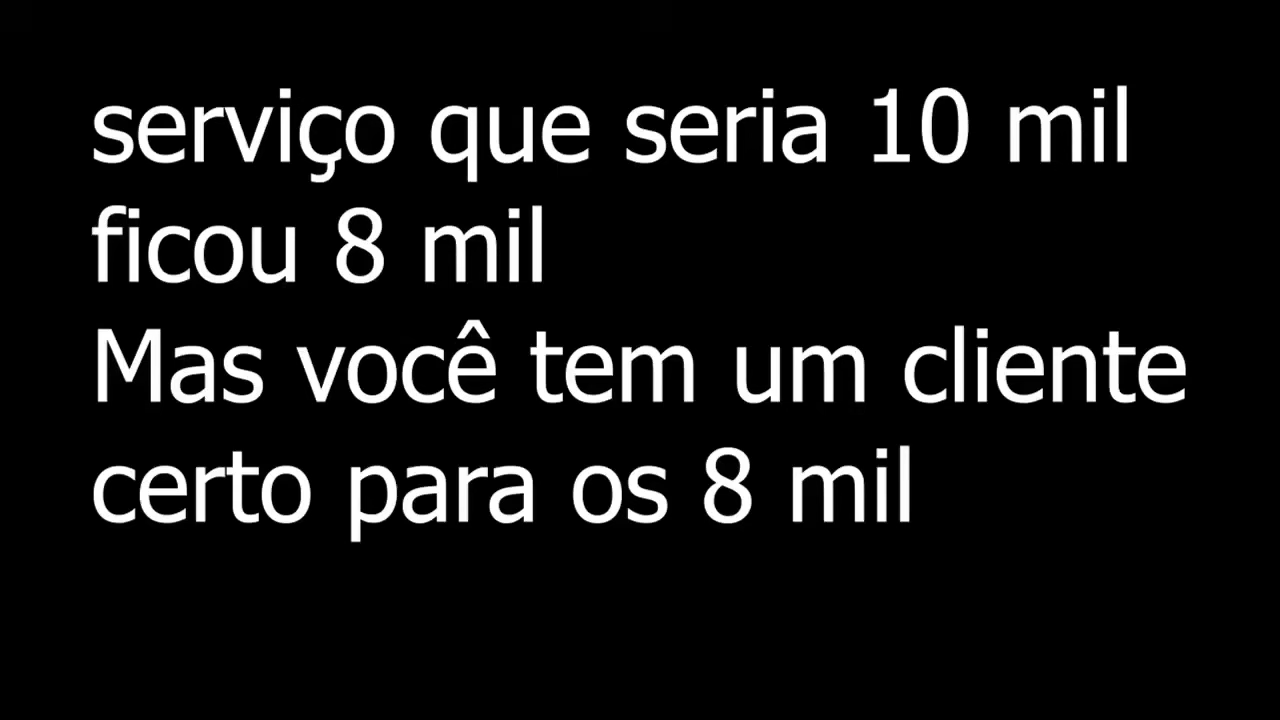 serviço que seria 10 mil
ficou 8 mil
Mas você tem um cliente
certo para os 8 mil